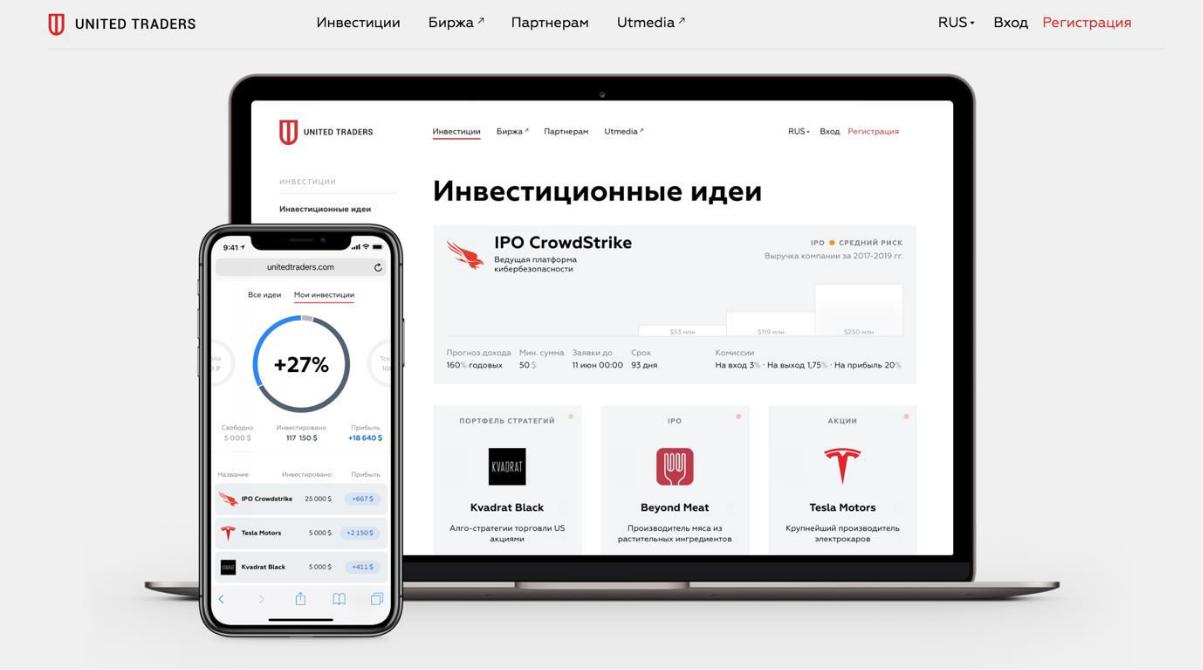 UNITED TRADERS
Инвестиции
Биржа ↗
Партнерам
Utmedia ↗
RUS
Вход
Регистрация
UNITED TRADERS
Инвестиции
Биржа ↗
Партнерам
Utmedia ↗
RUS
Вход
Регистрация
ИНВЕСТИЦИИ
Инвестиционные идеи
Инвестиционные идеи
IPO CrowdStrike
Ведущая платформа
кибербезопасности
IPO ● СРЕДНИЙ РИСК
Выручка компании за 2017-2019 гг.
$53 млн
$119 млн
$250 млн
Прогноз дохода
160% годовых
Мин. сумма
50 $
Заявки до
11 июн 00:00
Срок
93 дня
Комиссии
На вход 3% · На выход 1,75% · На прибыль 20%
ПОРТФЕЛЬ СТРАТЕГИЙ
KVADRAT
Kvadrat Black
Алго-стратегии торговли US
акциями
IPO
Beyond Meat
Производитель мяса из
растительных ингредиентов
АКЦИИ
Tesla Motors
Крупнейший производитель
электрокаров
9:41
unitedtraders.com
Все идеи
Мои инвестиции
+27%
Свободно
5 000 $
Инвестировано
117 150 $
Прибыль
+18 640 $
Название
Инвестировано
Прибыль
IPO Crowdstrike
25 000 $
+667 $
Tesla Motors
5 000 $
+2 150 $
Kvadrat Black
5 000 $
+411 $